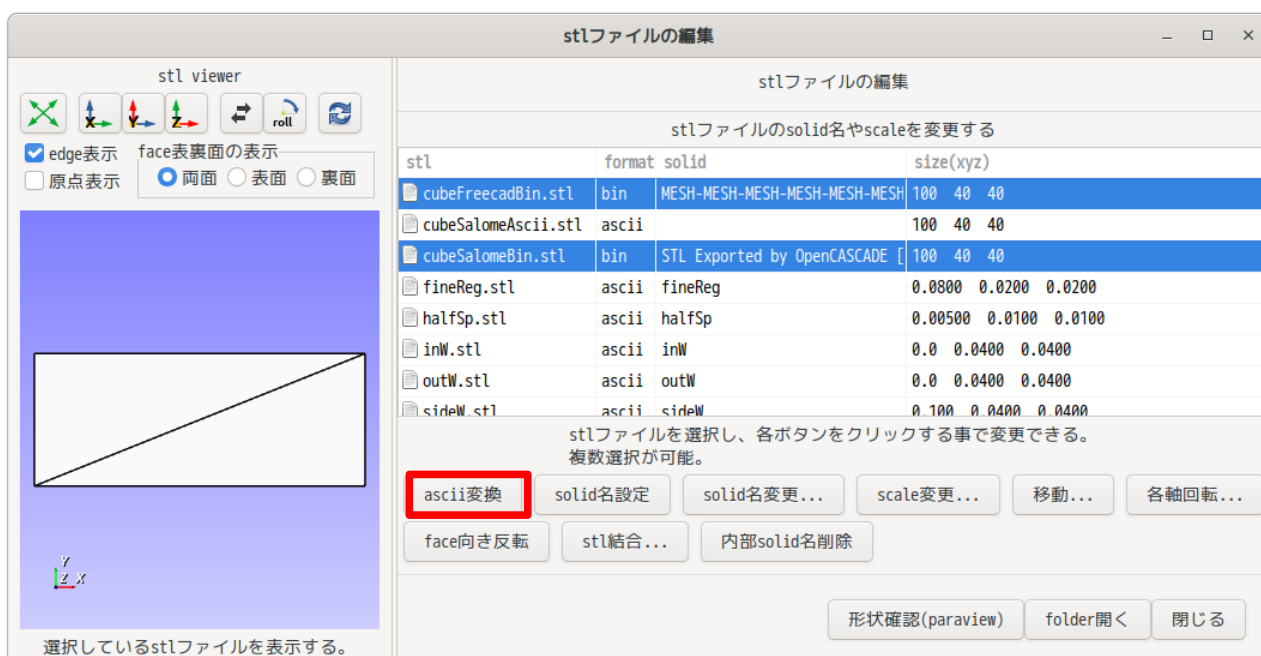 stlファイルの編集
stl viewer
X Y Z roll
edge表示 face表裏面の表示
原点表示 両面 表面 裏面
Y
Z X
選択しているstlファイルを表示する。
stlファイルの編集
stlファイルのsolid名やscaleを変更する
stl format solid size(xyz)
cubeFreecadBin.stl bin MESH-MESH-MESH-MESH-MESH-MESH 100 40 40
cubeSalomeAscii.stl ascii 100 40 40
cubeSalomeBin.stl bin STL Exported by OpenCASCADE [ 100 40 40
fineReg.stl ascii fineReg 0.0800 0.0200 0.0200
halfSp.stl ascii halfSp 0.00500 0.0100 0.0100
inW.stl ascii inW 0.0 0.0400 0.0400
outW.stl ascii outW 0.0 0.0400 0.0400
sideW.stl ascii sideW 0.100 0.0400 0.0400
stlファイルを選択し、各ボタンをクリックする事で変更できる。
複数選択が可能。
ascii変換 solid名設定 solid名変更... scale変更... 移動... 各軸回転...
face向き反転 stl結合... 内部solid名削除
形状確認(paraview) folder開く 閉じる